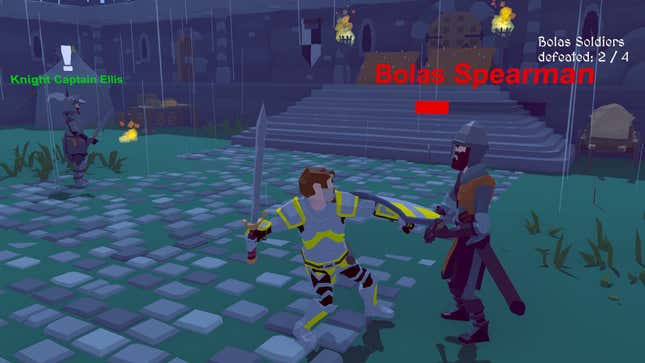 Bolas Soldiers
defeated: 2 / 4
Bolas Spearman
!
Knight Captain Ellis